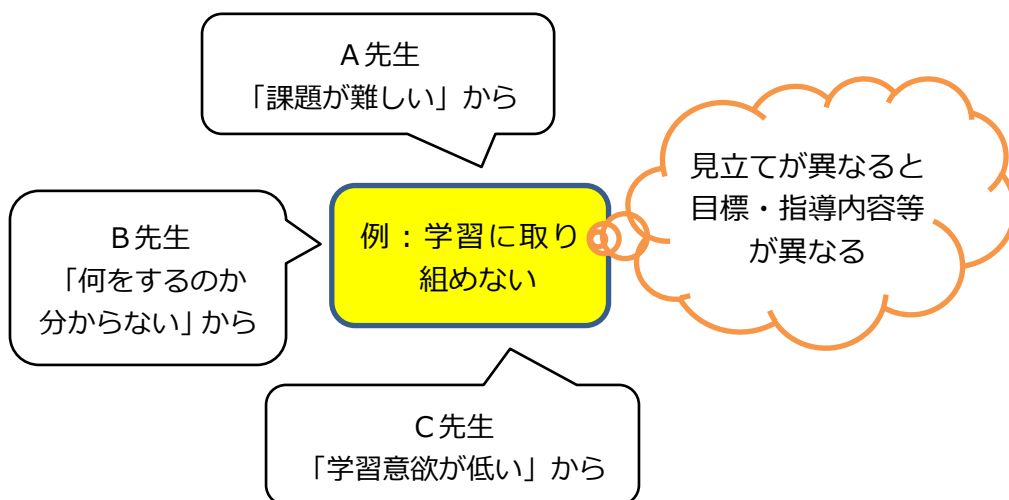 A先生
「課題が難しい」から
見立てが異なると
目標・指導内容等
が異なる
B先生
「何をするのか
分からない」から
例：学習に取り
組めない
C先生
「学習意欲が低い」から